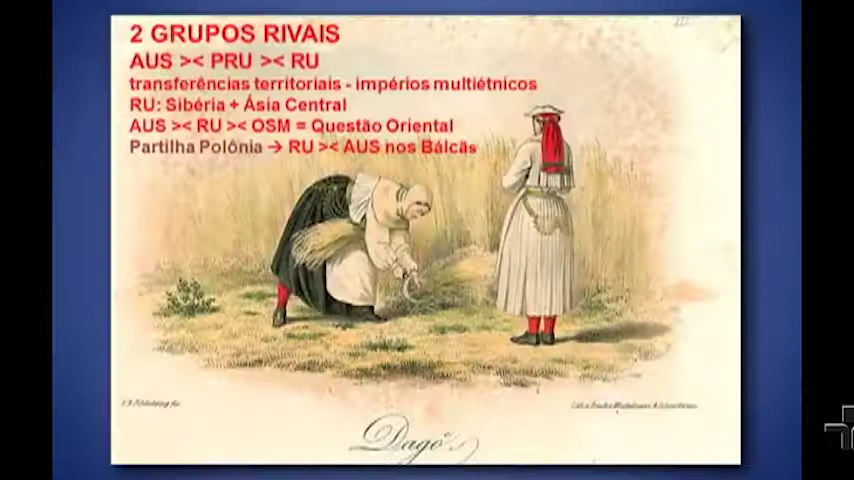 2 GRUPOS RIVAIS
AUS >< PRU >< RU
transferências territoriais - impérios multiétnicos
RU: Sibéria + Ásia Central
AUS >< RU >< OSM = Questão Oriental
Partilha Polônia → RU >< AUS nos Bálcãs
Dagö